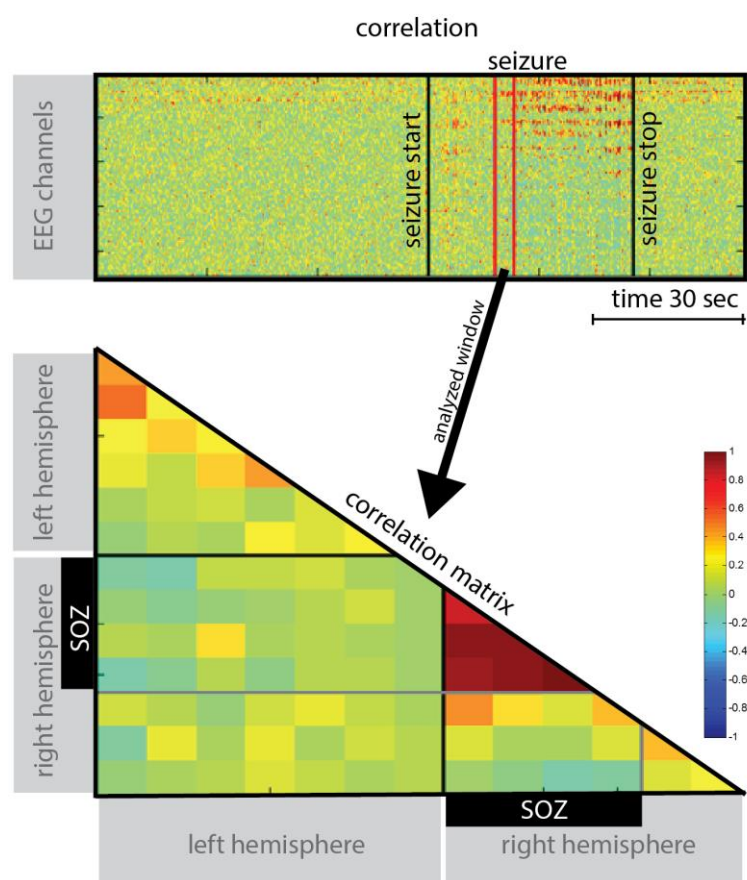 correlation
seizure
EEG channels
seizure start
seizure stop
time 30 sec
analyzed window
left hemisphere
correlation matrix
right hemisphere
SOZ
1
0.8
0.6
0.4
0.2
0
-0.2
-0.4
-0.6
-0.8
-1
SOZ
left hemisphere
right hemisphere